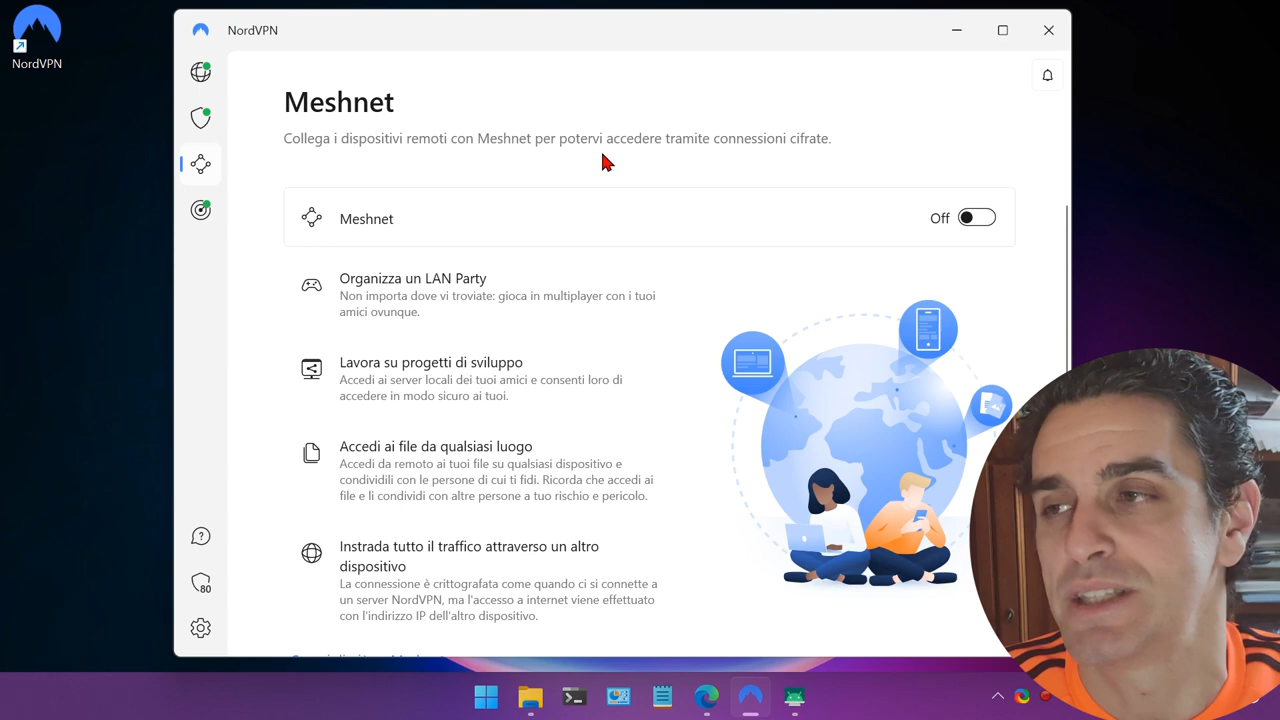 NordVPN
NordVPN
Meshnet
Collega i dispositivi remoti con Meshnet per potervi accedere tramite connessioni cifrate.
Meshnet
Off
Organizza un LAN Party
Non importa dove vi troviate: gioca in multiplayer con i tuoi
amici ovunque.
Lavora su progetti di sviluppo
Accedi ai server locali dei tuoi amici e consenti loro di
accedere in modo sicuro ai tuoi.
Accedi ai file da qualsiasi luogo
Accedi da remoto ai tuoi file su qualsiasi dispositivo e
condividili con le persone di cui ti fidi. Ricorda che accedi ai
file e li condividi con altre persone a tuo rischio e pericolo.
Instrada tutto il traffico attraverso un altro
dispositivo
La connessione è crittografata come quando ci si connette a
un server NordVPN, ma l'accesso a internet viene effettuato
con l'indirizzo IP dell'altro dispositivo.
80